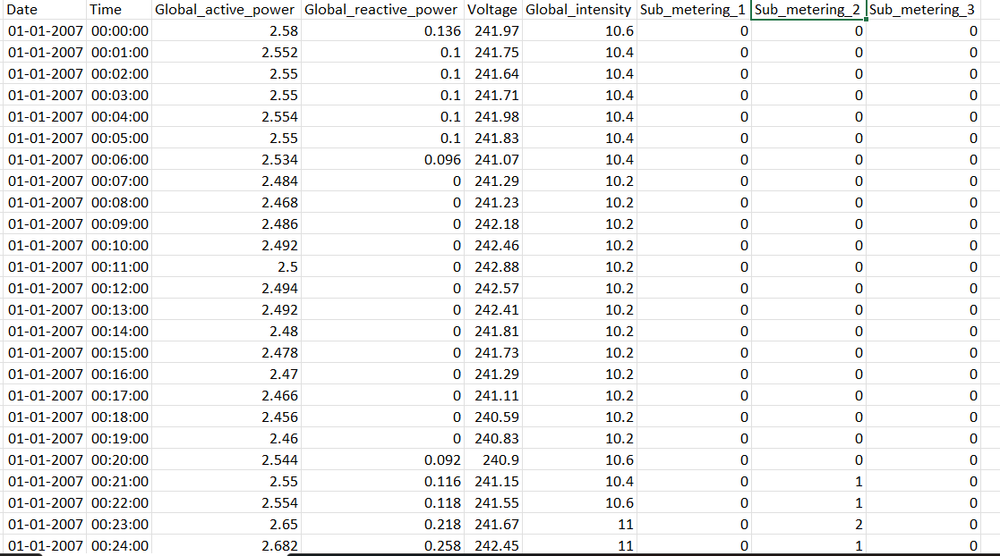 Date Time Global_active_power Global_reactive_power Voltage Global_intensity Sub_metering_1 Sub_metering_2 Sub_metering_3
01-01-2007 00:00:00 2.58 0.136 241.97 10.6 0 0 0
01-01-2007 00:01:00 2.552 0.1 241.75 10.4 0 0 0
01-01-2007 00:02:00 2.55 0.1 241.64 10.4 0 0 0
01-01-2007 00:03:00 2.55 0.1 241.71 10.4 0 0 0
01-01-2007 00:04:00 2.554 0.1 241.98 10.4 0 0 0
01-01-2007 00:05:00 2.55 0.1 241.83 10.4 0 0 0
01-01-2007 00:06:00 2.534 0.096 241.07 10.4 0 0 0
01-01-2007 00:07:00 2.484 0 241.29 10.2 0 0 0
01-01-2007 00:08:00 2.468 0 241.23 10.2 0 0 0
01-01-2007 00:09:00 2.486 0 242.18 10.2 0 0 0
01-01-2007 00:10:00 2.492 0 242.46 10.2 0 0 0
01-01-2007 00:11:00 2.5 0 242.88 10.2 0 0 0
01-01-2007 00:12:00 2.494 0 242.57 10.2 0 0 0
01-01-2007 00:13:00 2.492 0 242.41 10.2 0 0 0
01-01-2007 00:14:00 2.48 0 241.81 10.2 0 0 0
01-01-2007 00:15:00 2.478 0 241.73 10.2 0 0 0
01-01-2007 00:16:00 2.47 0 241.29 10.2 0 0 0
01-01-2007 00:17:00 2.466 0 241.11 10.2 0 0 0
01-01-2007 00:18:00 2.456 0 240.59 10.2 0 0 0
01-01-2007 00:19:00 2.46 0 240.83 10.2 0 0 0
01-01-2007 00:20:00 2.544 0.092 240.9 10.6 0 0 0
01-01-2007 00:21:00 2.55 0.116 241.15 10.4 0 1 0
01-01-2007 00:22:00 2.554 0.118 241.55 10.6 0 1 0
01-01-2007 00:23:00 2.65 0.218 241.67 11 0 2 0
01-01-2007 00:24:00 2.682 0.258 242.45 11 0 1 0